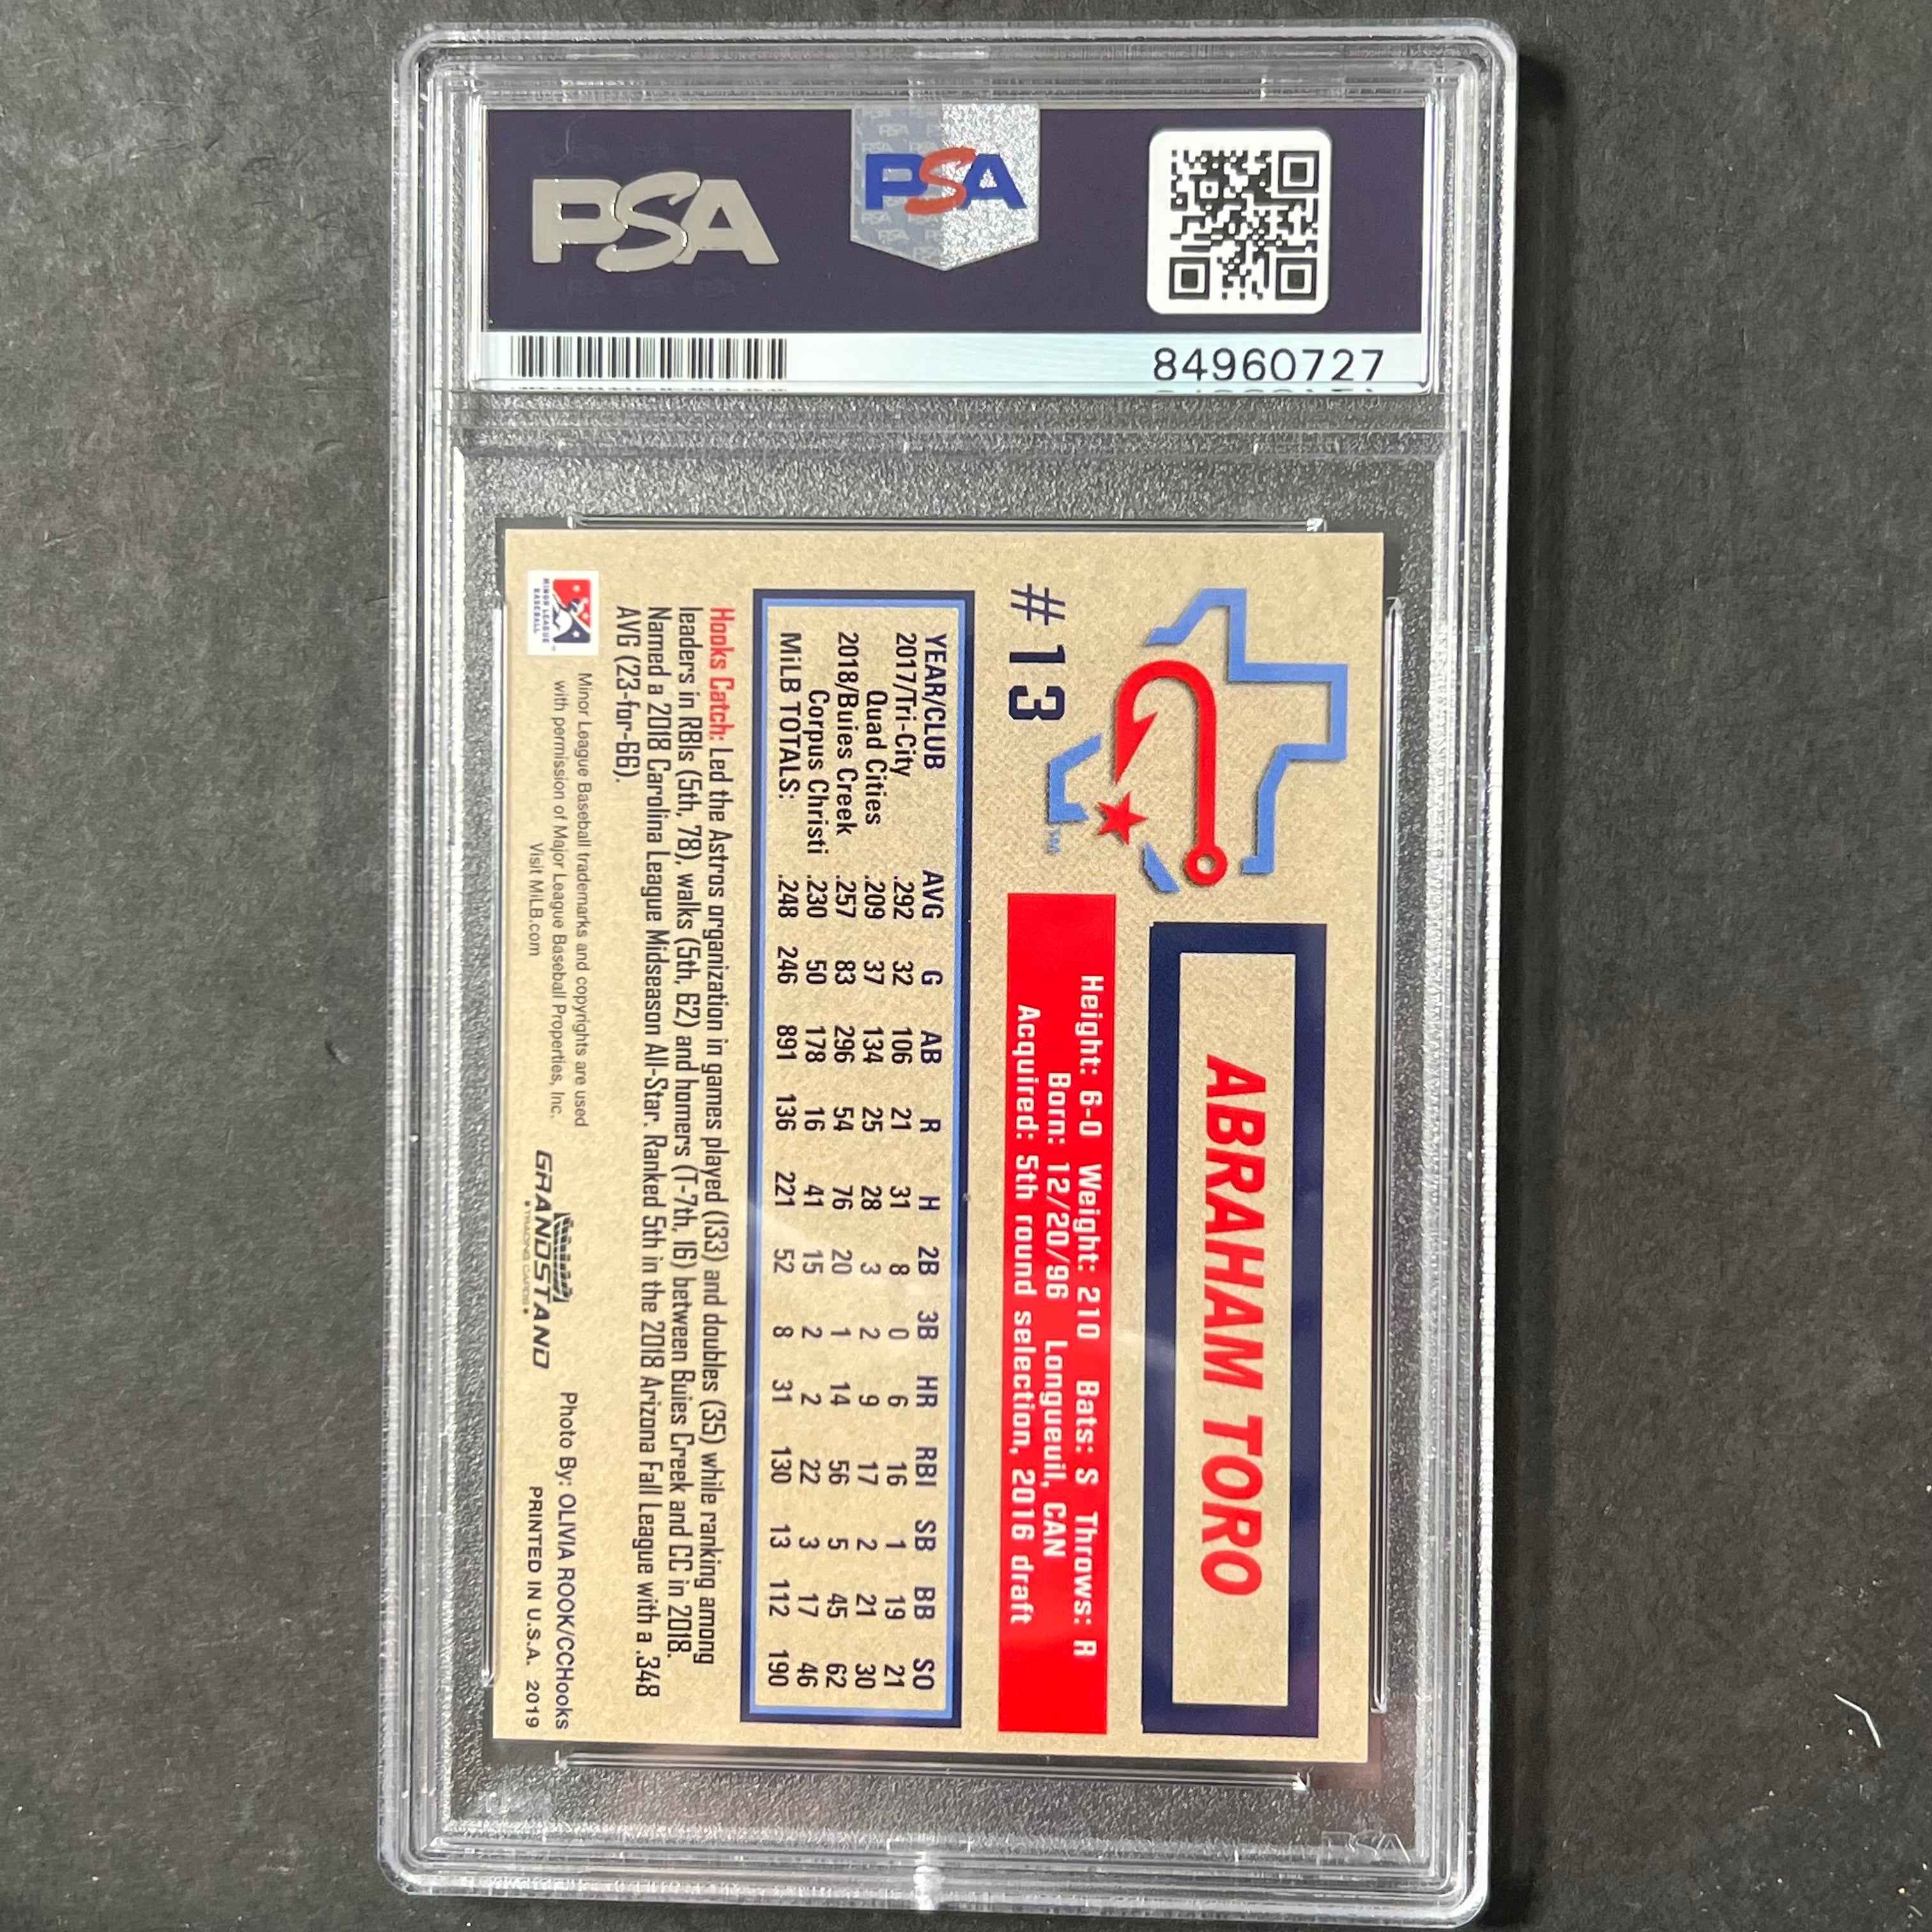 PSA
PSA
84960727
#13
TM
ABRAHAM TORO
Height: 6-0 Weight: 210 Bats: S Throws: R
Born: 12/20/96 Longueuil, CAN
Acquired: 5th round selection, 2016 draft
YEAR/CLUB AVG G AB R H 2B 3B HR RBI SB BB SO
2017/Tri-City .292 32 106 21 31 8 0 6 16 1 19 21
Quad Cities .209 37 134 25 28 3 2 9 17 2 21 30
2018/Buies Creek .257 83 296 54 76 20 1 14 56 5 45 62
Corpus Christi .230 50 178 16 41 15 2 2 22 3 17 46
MiLB TOTALS: .248 246 891 136 221 52 8 31 130 13 112 190
Hooks Catch: Led the Astros organization in games played (133) and doubles (35) while ranking among
leaders in RBIs (5th, 78), walks (5th, 62) and homers (T-7th, 16) between Buies Creek and CC in 2018.
Named a 2018 Carolina League Midseason All-Star. Ranked 5th in the 2018 Arizona Fall League with a .348
AVG (23-for-66).
MINOR LEAGUE
BASEBALL
Minor League Baseball trademarks and copyrights are used
with permission of Major League Baseball Properties, Inc.
Visit MiLB.com
GRANDSTAND
TRADING CARDS
Photo By: OLIVIA ROOK/CCHooks
PRINTED IN U.S.A. 2019
PSA